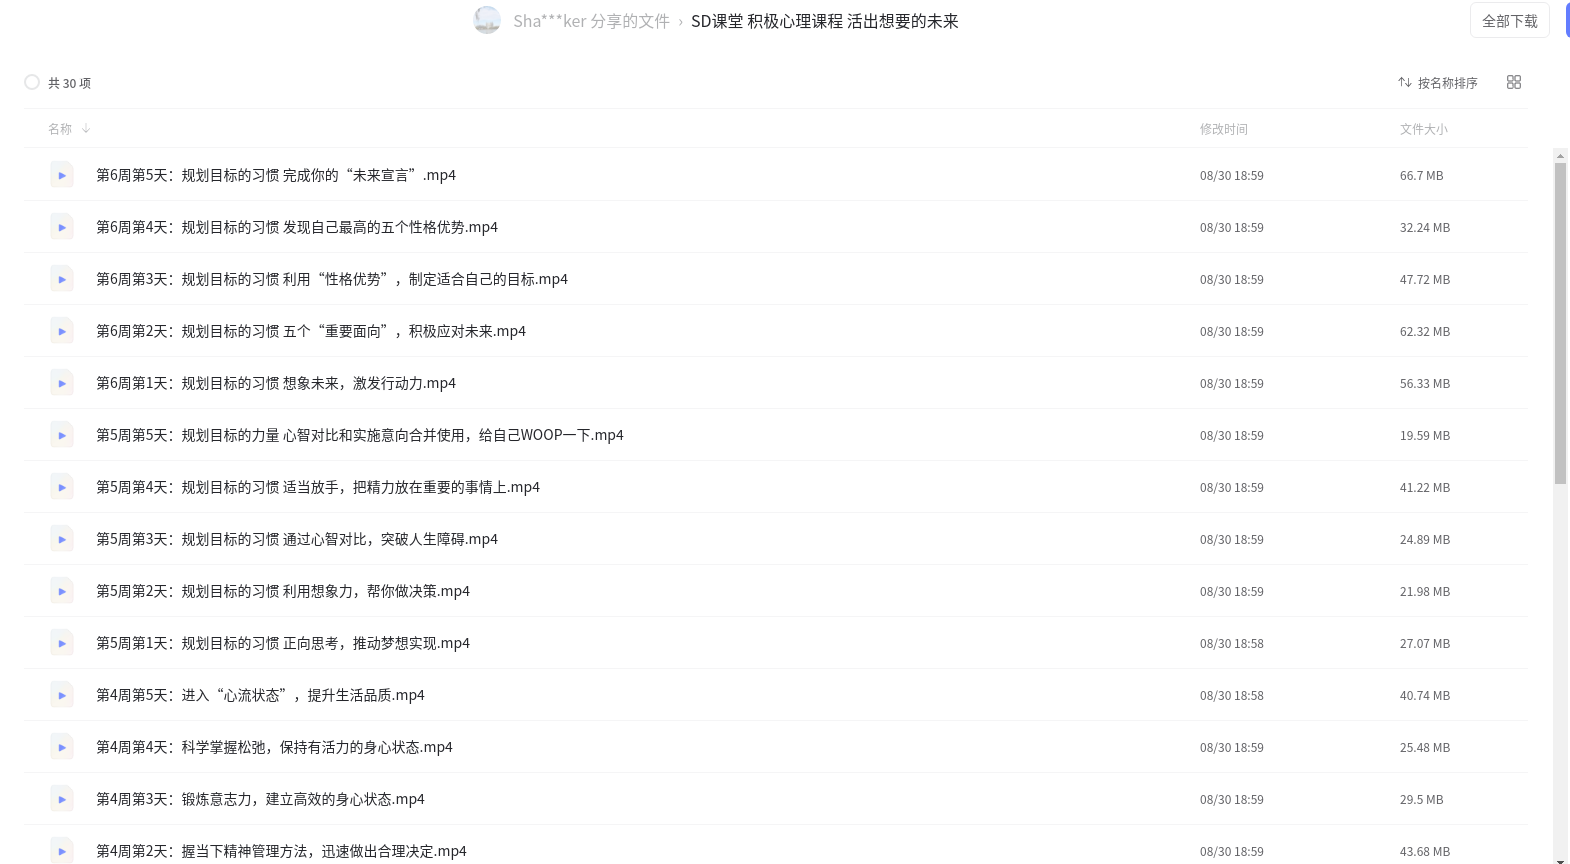 Sha***ker 分享的文件 › SD课堂 积极心理课程 活出想要的未来
全部下载
共 30 项
按名称排序
名称 修改时间 文件大小
第6周第5天：规划目标的习惯 完成你的“未来宣言”.mp4 08/30 18:59 66.7 MB
第6周第4天：规划目标的习惯 发现自己最高的五个性格优势.mp4 08/30 18:59 32.24 MB
第6周第3天：规划目标的习惯 利用“性格优势”，制定适合自己的目标.mp4 08/30 18:59 47.72 MB
第6周第2天：规划目标的习惯 五个“重要面向”，积极应对未来.mp4 08/30 18:59 62.32 MB
第6周第1天：规划目标的习惯 想象未来，激发行动力.mp4 08/30 18:59 56.33 MB
第5周第5天：规划目标的力量 心智对比和实施意向合并使用，给自己WOOP一下.mp4 08/30 18:59 19.59 MB
第5周第4天：规划目标的习惯 适当放手，把精力放在重要的事情上.mp4 08/30 18:59 41.22 MB
第5周第3天：规划目标的习惯 通过心智对比，突破人生障碍.mp4 08/30 18:59 24.89 MB
第5周第2天：规划目标的习惯 利用想象力，帮你做决策.mp4 08/30 18:59 21.98 MB
第5周第1天：规划目标的习惯 正向思考，推动梦想实现.mp4 08/30 18:58 27.07 MB
第4周第5天：进入“心流状态”，提升生活品质.mp4 08/30 18:58 40.74 MB
第4周第4天：科学掌握松弛，保持有活力的身心状态.mp4 08/30 18:59 25.48 MB
第4周第3天：锻炼意志力，建立高效的身心状态.mp4 08/30 18:59 29.5 MB
第4周第2天：握当下精神管理方法，迅速做出合理决定.mp4 08/30 18:59 43.68 MB